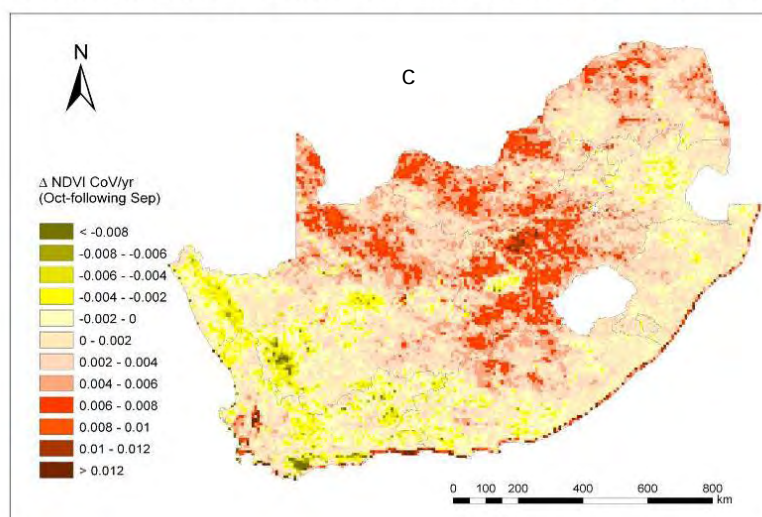 N
C
Δ NDVI CoV/yr
(Oct-following Sep)
< -0.008
-0.008 - -0.006
-0.006 - -0.004
-0.004 - -0.002
-0.002 - 0
0 - 0.002
0.002 - 0.004
0.004 - 0.006
0.006 - 0.008
0.008 - 0.01
0.01 - 0.012
> 0.012
0 100 200 400 600 800
km